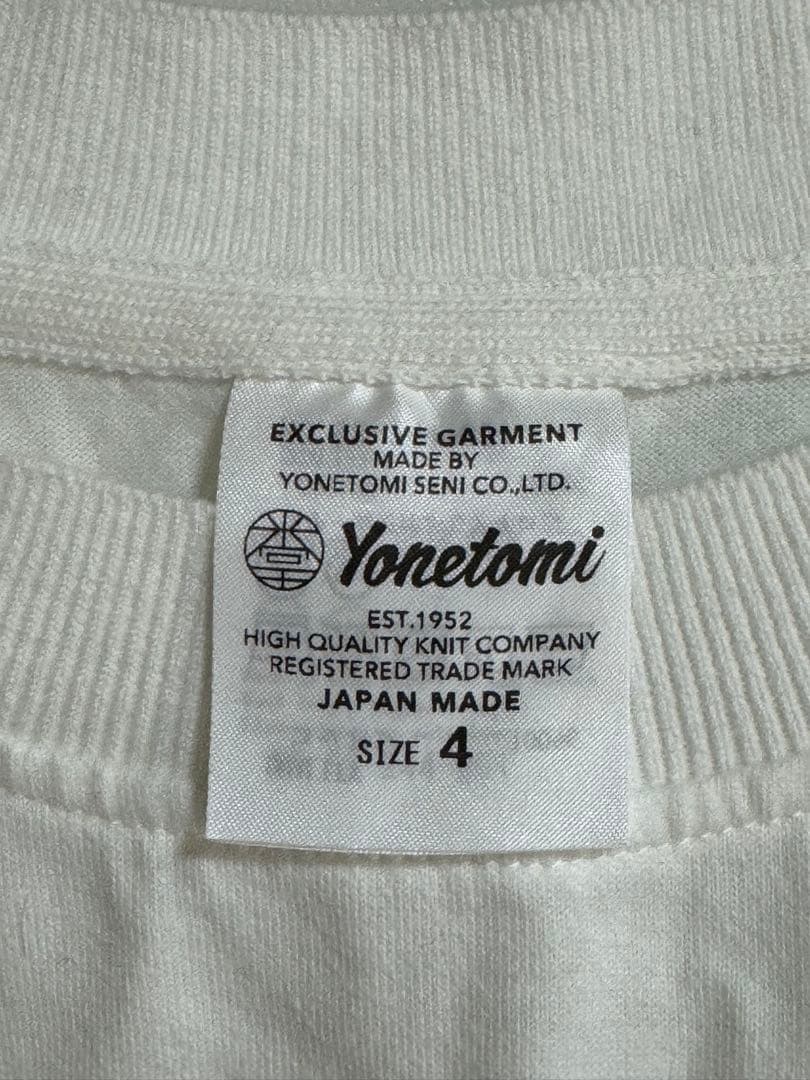 EXCLUSIVE GARMENT
MADE BY
YONETOMI SENI CO.,LTD.
Yonetomi
EST.1952
HIGH QUALITY KNIT COMPANY
REGISTERED TRADE MARK
JAPAN MADE
SIZE 4